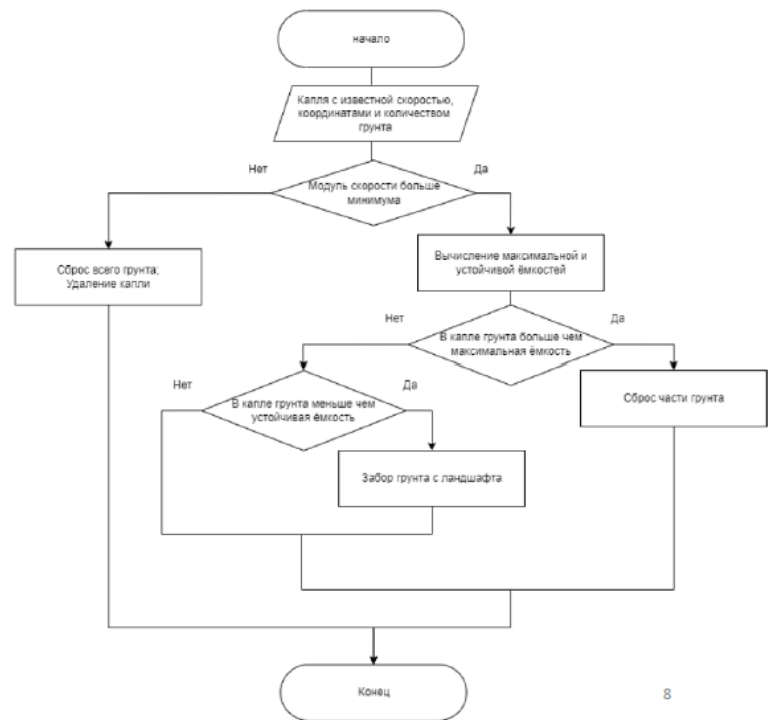 начало
Капля с известной скоростью,
координатами и количеством
грунта
Нет
Да
Модуль скорости больше
минимума
Сброс всего грунта;
Удаление капли
Вычисление максимальной и
устойчивой ёмкостей
Нет
Да
В капле грунта больше чем
максимальная ёмкость
Нет
Да
В капле грунта меньше чем
устойчивая ёмкость
Сброс части грунта
Забор грунта с ландшафта
Конец
8